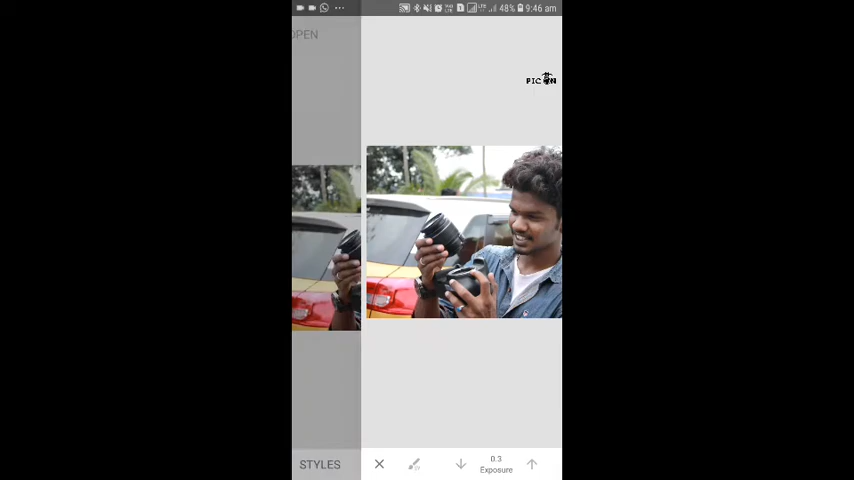 48% 9:46 am
OPEN
PIC ON
STYLES
0.3
Exposure